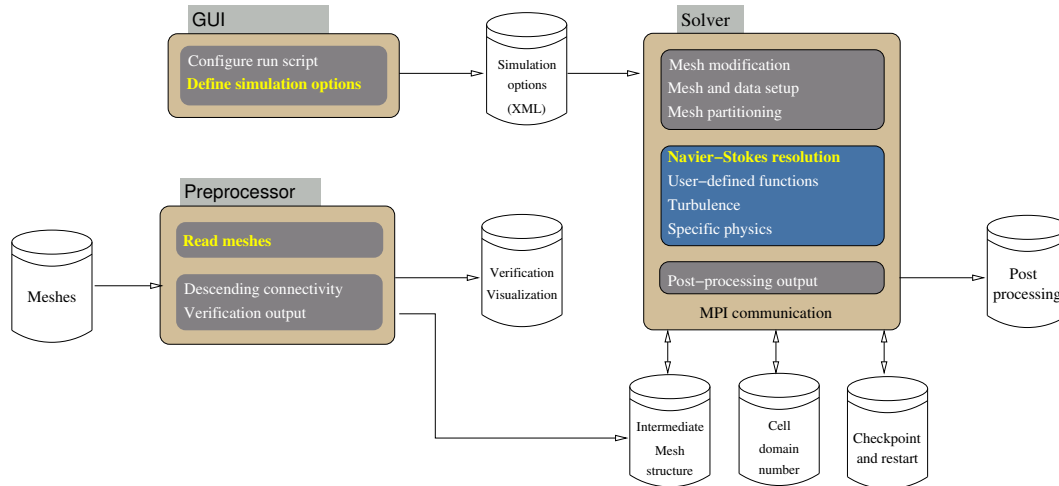 GUI
Configure run script
Define simulation options
Simulation
options
(XML)
Solver
Mesh modification
Mesh and data setup
Mesh partitioning
Navier−Stokes resolution
User−defined functions
Turbulence
Specific physics
Post−processing output
MPI communication
Preprocessor
Read meshes
Descending connectivity
Verification output
Meshes
Verification
Visualization
Post
processing
Intermediate
Mesh
structure
Cell
domain
number
Checkpoint
and restart